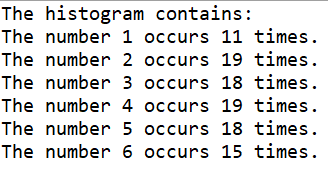 The histogram contains:
The number 1 occurs 11 times.
The number 2 occurs 19 times.
The number 3 occurs 18 times.
The number 4 occurs 19 times.
The number 5 occurs 18 times.
The number 6 occurs 15 times.